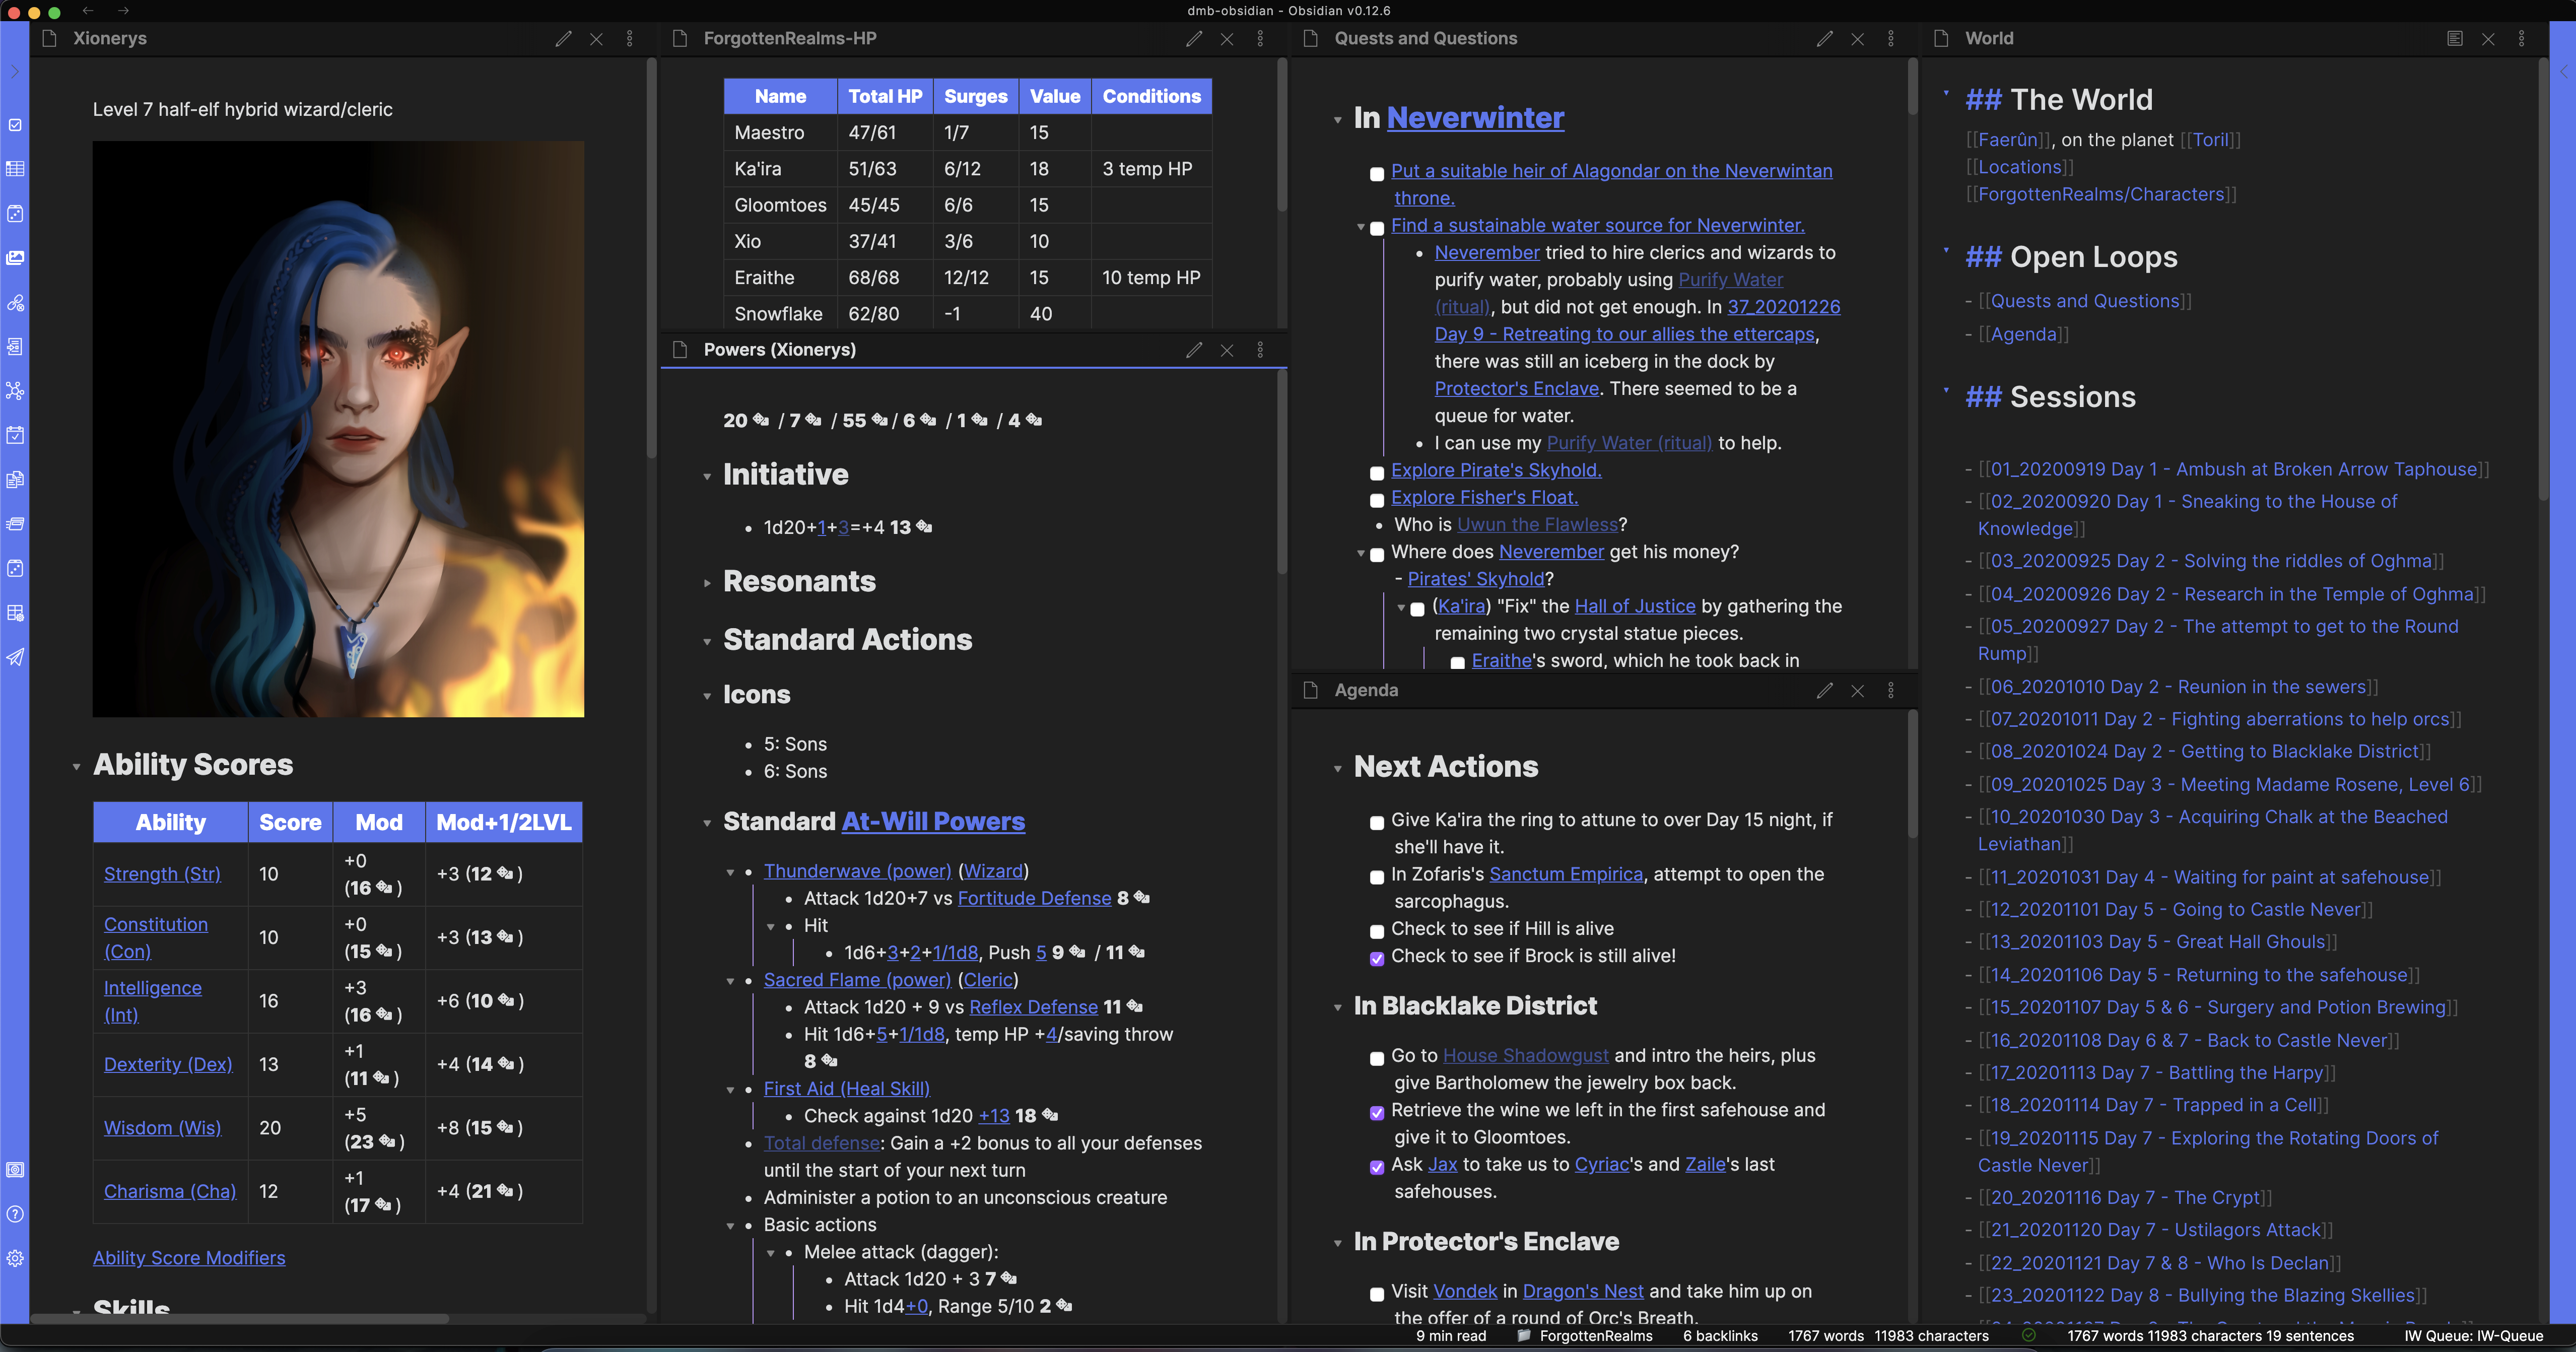 dmb-obsidian - Obsidian v0.12.6
Xionerys
Level 7 half-elf hybrid wizard/cleric
Ability Scores
Ability Score Mod Mod+1/2LVL
Strength (Str) 10 +0 (16 ) +3 (12 )
Constitution (Con) 10 +0 (15 ) +3 (13 )
Intelligence (Int) 16 +3 (16 ) +6 (10 )
Dexterity (Dex) 13 +1 (11 ) +4 (14 )
Wisdom (Wis) 20 +5 (23 ) +8 (15 )
Charisma (Cha) 12 +1 (17 ) +4 (21 )
Ability Score Modifiers
Skills
ForgottenRealms-HP
Name Total HP Surges Value Conditions
Maestro 47/61 1/7 15
Ka'ira 51/63 6/12 18 3 temp HP
Gloomtoes 45/45 6/6 15
Xio 37/41 3/6 10
Eraithe 68/68 12/12 15 10 temp HP
Snowflake 62/80 -1 40
Powers (Xionerys)
20 / 7 / 55 / 6 / 1 / 4
Initiative
1d20+1+3=+4 13
Resonants
Standard Actions
Icons
5: Sons
6: Sons
Standard At-Will Powers
Thunderwave (power) (Wizard)
Attack 1d20+7 vs Fortitude Defense 8
Hit
1d6+3+2+1/1d8, Push 5 9 / 11
Sacred Flame (power) (Cleric)
Attack 1d20 + 9 vs Reflex Defense 11
Hit 1d6+5+1/1d8, temp HP +4/saving throw
8
First Aid (Heal Skill)
Check against 1d20 +13 18
Total defense: Gain a +2 bonus to all your defenses
until the start of your next turn
Administer a potion to an unconscious creature
Basic actions
Melee attack (dagger):
Attack 1d20 + 3 7
Hit 1d4+0, Range 5/10 2
Quests and Questions
In Neverwinter
Put a suitable heir of Alagondar on the Neverwintan
throne.
Find a sustainable water source for Neverwinter.
Neverember tried to hire clerics and wizards to
purify water, probably using Purify Water
(ritual), but did not get enough. In 37_20201226
Day 9 - Retreating to our allies the ettercaps,
there was still an iceberg in the dock by
Protector's Enclave. There seemed to be a
queue for water.
I can use my Purify Water (ritual) to help.
Explore Pirate's Skyhold.
Explore Fisher's Float.
Who is Uwun the Flawless?
Where does Neverember get his money?
- Pirates' Skyhold?
(Ka'ira) "Fix" the Hall of Justice by gathering the
remaining two crystal statue pieces.
Eraithe's sword, which he took back in
Agenda
Next Actions
Give Ka'ira the ring to attune to over Day 15 night, if
she'll have it.
In Zofaris's Sanctum Empirica, attempt to open the
sarcophagus.
Check to see if Hill is alive
Check to see if Brock is still alive!
In Blacklake District
Go to House Shadowgust and intro the heirs, plus
give Bartholomew the jewelry box back.
Retrieve the wine we left in the first safehouse and
give it to Gloomtoes.
Ask Jax to take us to Cyriac's and Zaile's last
safehouses.
In Protector's Enclave
Visit Vondek in Dragon's Nest and take him up on
the offer of a round of Orc's Breath.
World
## The World
[[Faerûn]], on the planet [[Toril]]
[[Locations]]
[[ForgottenRealms/Characters]]
## Open Loops
- [[Quests and Questions]]
- [[Agenda]]
## Sessions
- [[01_20200919 Day 1 - Ambush at Broken Arrow Taphouse]]
- [[02_20200920 Day 1 - Sneaking to the House of
Knowledge]]
- [[03_20200925 Day 2 - Solving the riddles of Oghma]]
- [[04_20200926 Day 2 - Research in the Temple of Oghma]]
- [[05_20200927 Day 2 - The attempt to get to the Round
Rump]]
- [[06_20201010 Day 2 - Reunion in the sewers]]
- [[07_20201011 Day 2 - Fighting aberrations to help orcs]]
- [[08_20201024 Day 2 - Getting to Blacklake District]]
- [[09_20201025 Day 3 - Meeting Madame Rosene, Level 6]]
- [[10_20201030 Day 3 - Acquiring Chalk at the Beached
Leviathan]]
- [[11_20201031 Day 4 - Waiting for paint at safehouse]]
- [[12_20201101 Day 5 - Going to Castle Never]]
- [[13_20201103 Day 5 - Great Hall Ghouls]]
- [[14_20201106 Day 5 - Returning to the safehouse]]
- [[15_20201107 Day 5 & 6 - Surgery and Potion Brewing]]
- [[16_20201108 Day 6 & 7 - Back to Castle Never]]
- [[17_20201113 Day 7 - Battling the Harpy]]
- [[18_20201114 Day 7 - Trapped in a Cell]]
- [[19_20201115 Day 7 - Exploring the Rotating Doors of
Castle Never]]
- [[20_20201116 Day 7 - The Crypt]]
- [[21_20201120 Day 7 - Ustilagors Attack]]
- [[22_20201121 Day 7 & 8 - Who Is Declan]]
- [[23_20201122 Day 8 - Bullying the Blazing Skellies]]
9 min read ForgottenRealms 6 backlinks 1767 words 11983 characters 1767 words 11983 characters 19 sentences IW Queue: IW-Queue